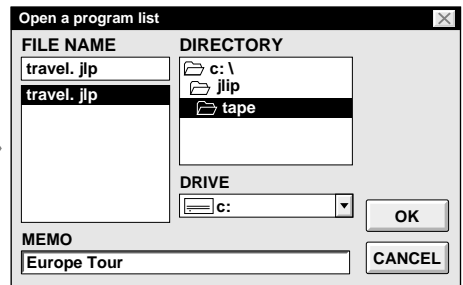 Open a program list
FILE NAME
travel. jlp
travel. jlp
DIRECTORY
c: \
jlip
tape
DRIVE
c:
OK
MEMO
Europe Tour
CANCEL